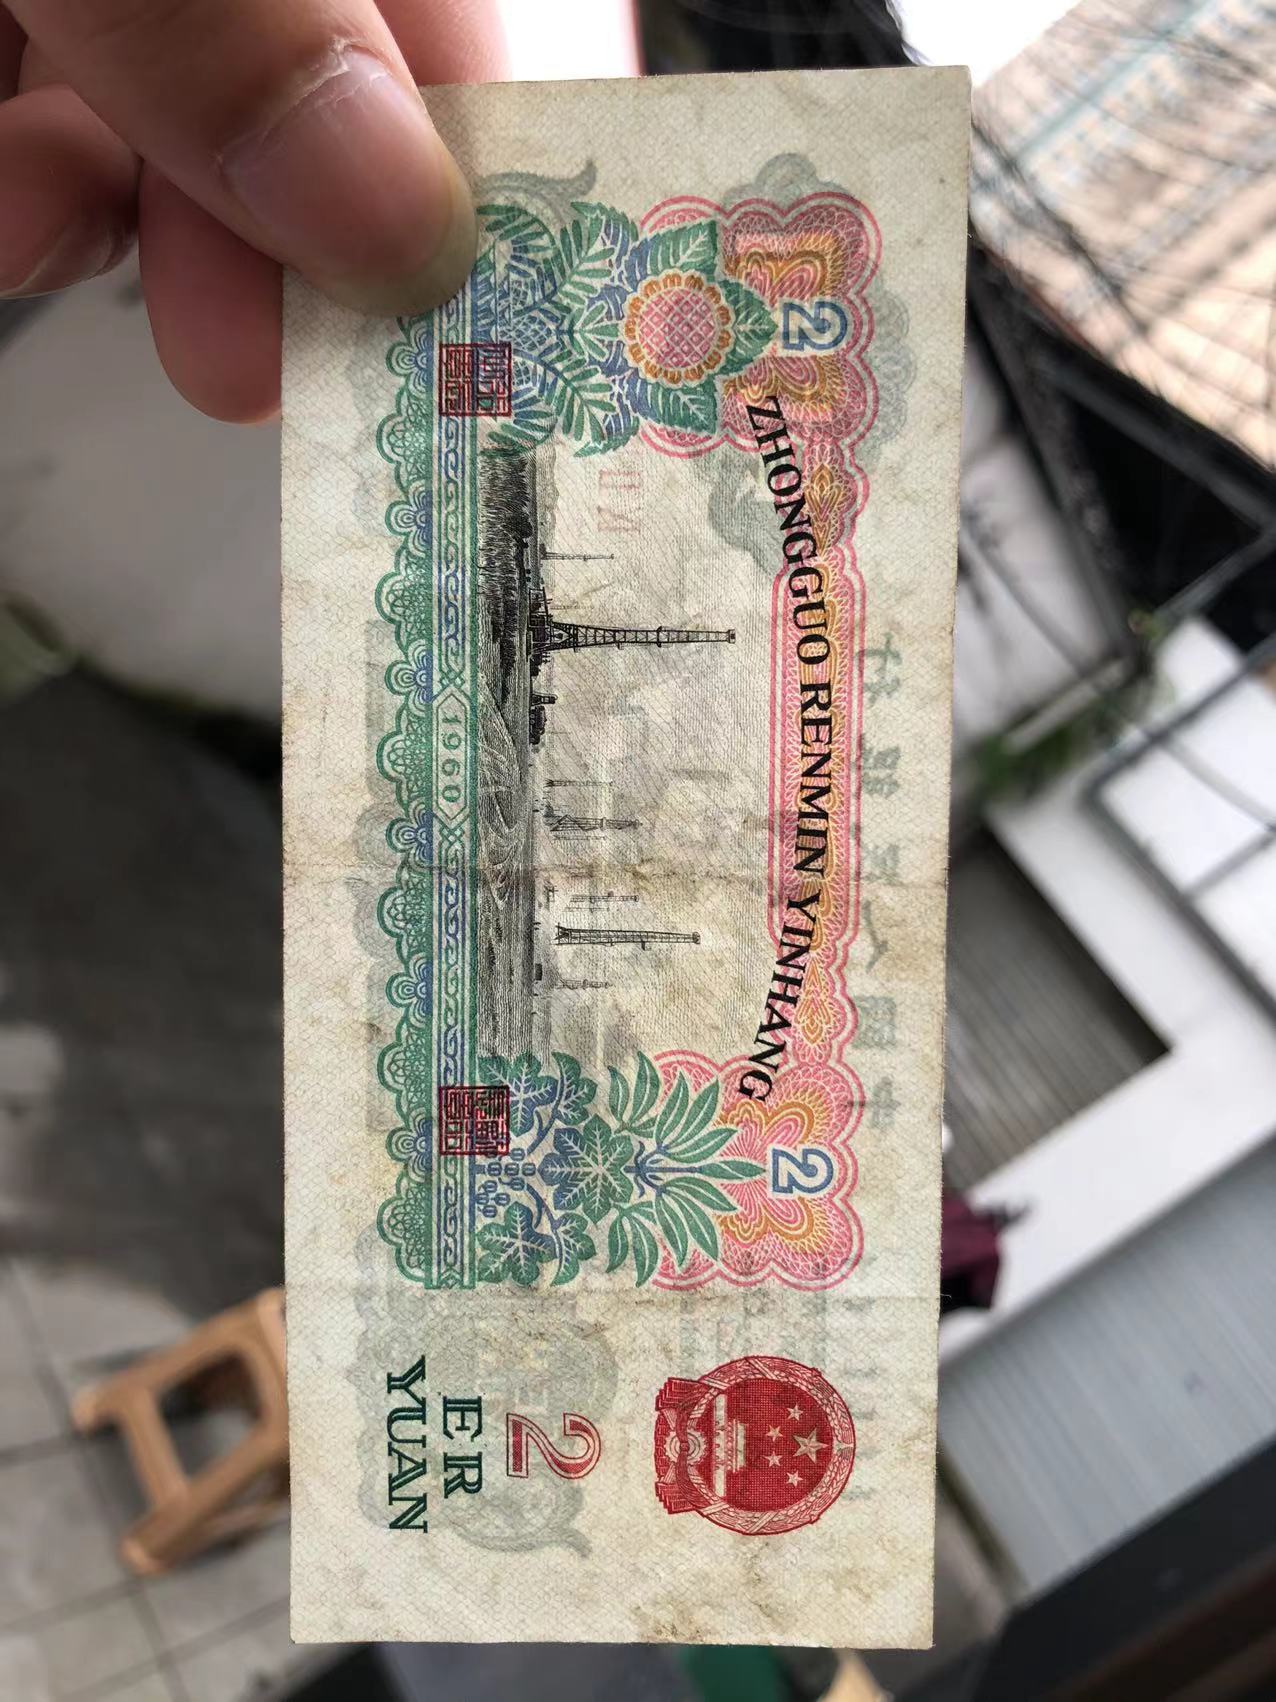 ZHONGGUO RENMIN YINHANG
2
2
2
ER
YUAN
1960